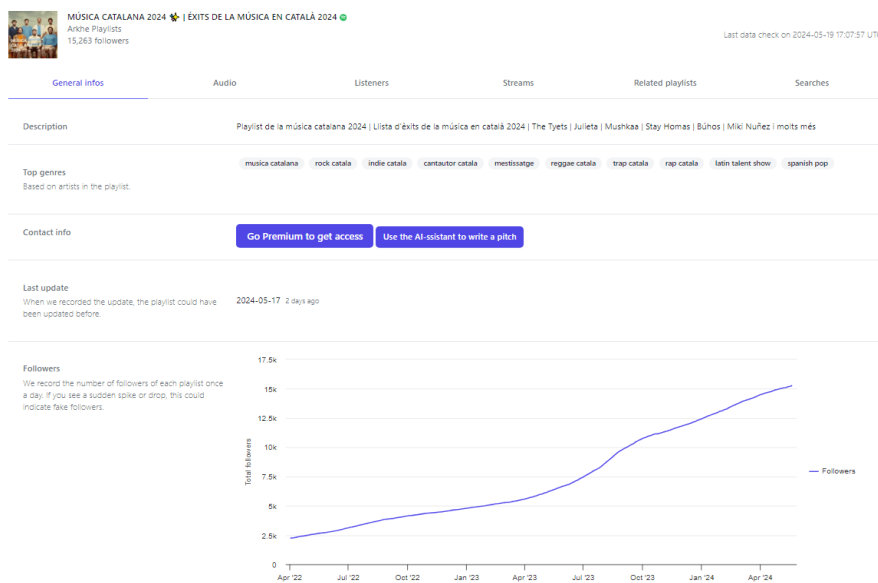 MÚSICA CATALANA 2024 | ÈXITS DE LA MÚSICA EN CATALÀ 2024
Arkhe Playlists
15,263 followers
Last data check on 2024-05-19 17:07:57 UT
General infos
Audio
Listeners
Streams
Related playlists
Searches
Description
Playlist de la música catalana 2024 | Llista d'èxits de la música en català 2024 | The Tyets | Julieta | Mushkaa | Stay Homas | Búhos | Miki Nuñez i molts més
Top genres
Based on artists in the playlist.
musica catalana
rock catala
indie catala
cantautor catala
mestissatge
reggae catala
trap catala
rap catala
latin talent show
spanish pop
Contact info
Go Premium to get access
Use the AI-ssistant to write a pitch
Last update
When we recorded the update, the playlist could have
been updated before.
2024-05-17 2 days ago
Followers
We record the number of followers of each playlist once
a day. If you see a sudden spike or drop, this could
indicate fake followers.
Total followers
17.5k
15k
12.5k
10k
7.5k
5k
2.5k
0
Apr '22
Jul '22
Oct '22
Jan '23
Apr '23
Jul '23
Oct '23
Jan '24
Apr '24
Followers